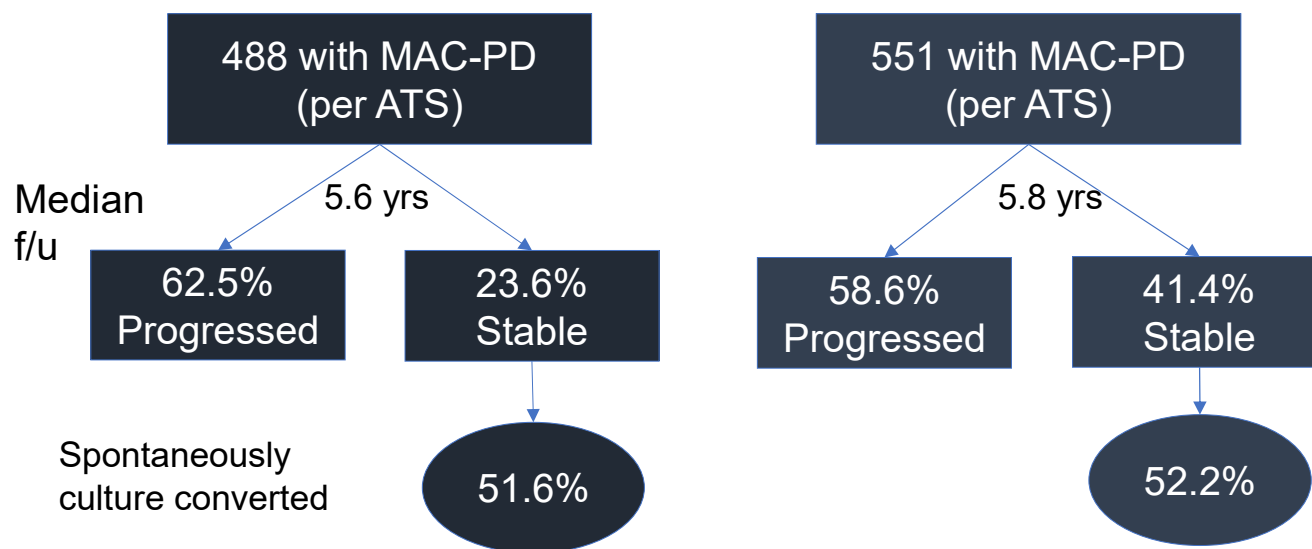 488 with MAC-PD
(per ATS)
551 with MAC-PD
(per ATS)
Median
f/u
5.6 yrs
5.8 yrs
62.5%
Progressed
23.6%
Stable
58.6%
Progressed
41.4%
Stable
Spontaneously
culture converted
51.6%
52.2%